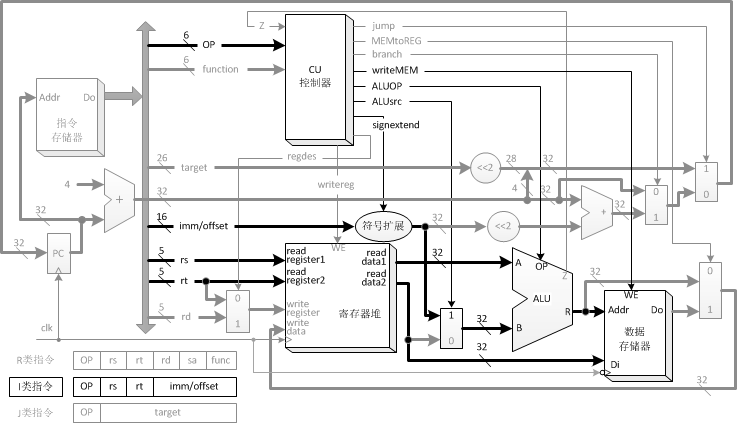 Z
jump
MEMtoREG
branch
6
OP
CU
控制器
writeMEM
6
function
ALUOP
ALUsrc
Addr
Do
指令
存储器
signextend
regdes
26
target
<<2
28
32
1
0
4
+
writereg
32
4
32
32
0
1
+
32
16
imm/offset
符号扩展
32
<<2
32
PC
32
5
rs
read
register1
WE
read
data1
32
A
OP
5
rt
read
register2
read
data2
Z
32
0
1
ALU
R
WE
Addr
Do
5
rd
0
1
write
register
write
data
寄存器堆
1
0
32
B
数据
存储器
clk
32
Di
R类指令
OP
rs
rt
rd
sa
func
I类指令
OP
rs
rt
imm/offset
32
J类指令
OP
target